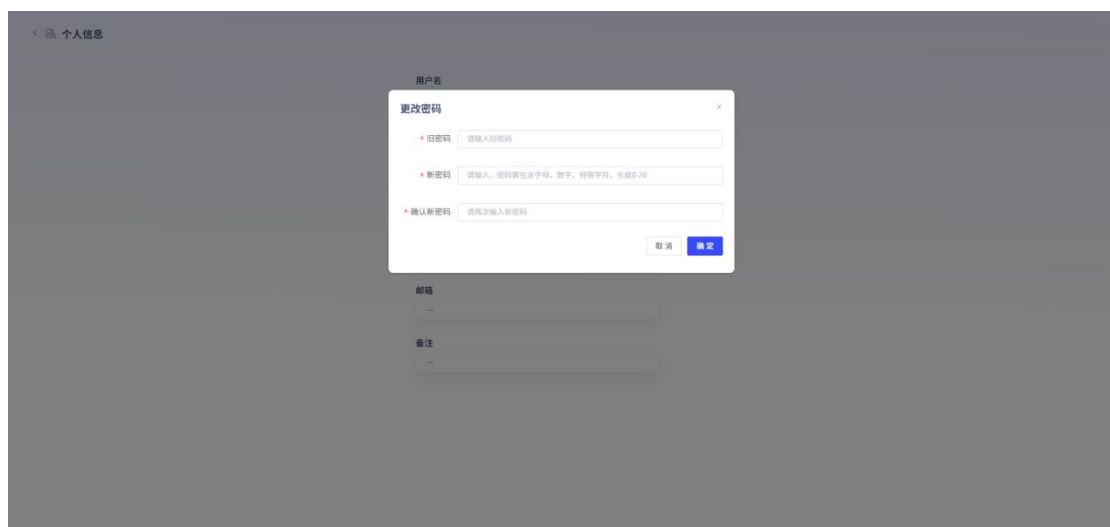 个人信息
用户名
更改密码
* 旧密码 请输入旧密码
* 新密码 请输入，密码需包含字母，数字，特殊字符，长度8-20
* 确认新密码 请再次输入新密码
取消 确定
邮箱
--
备注
--